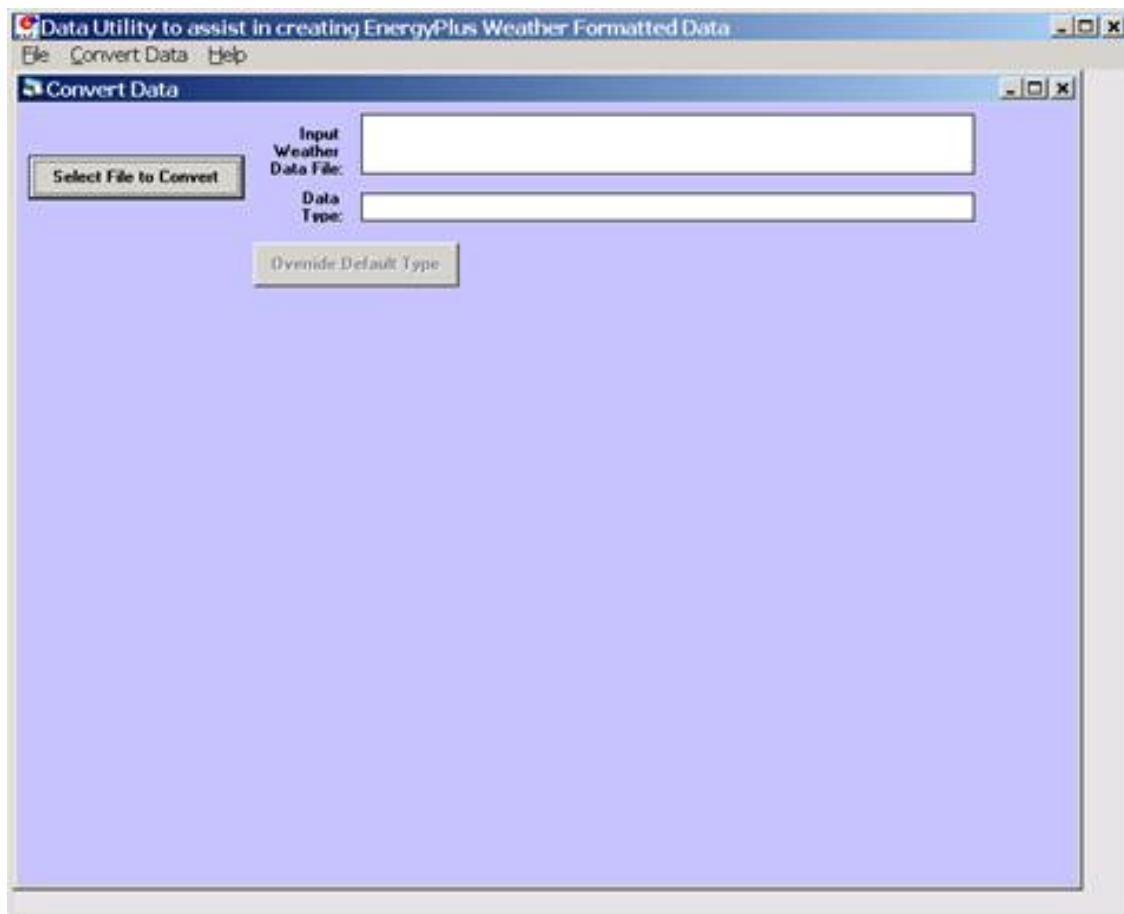 Data Utility to assist in creating EnergyPlus Weather Formatted Data
File Convert Data Help
Convert Data
Select File to Convert
Input
Weather
Data File:
Data
Type:
Override Default Type